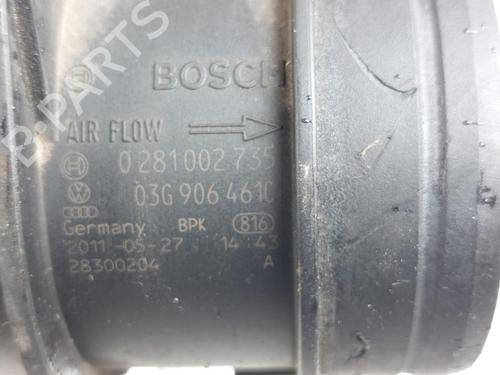 BOSCH
AIR FLOW
0 281 002 735
03G 906 461C
Germany BPK 816
2011-05-27 14:43
28300204 A
B-PARTS